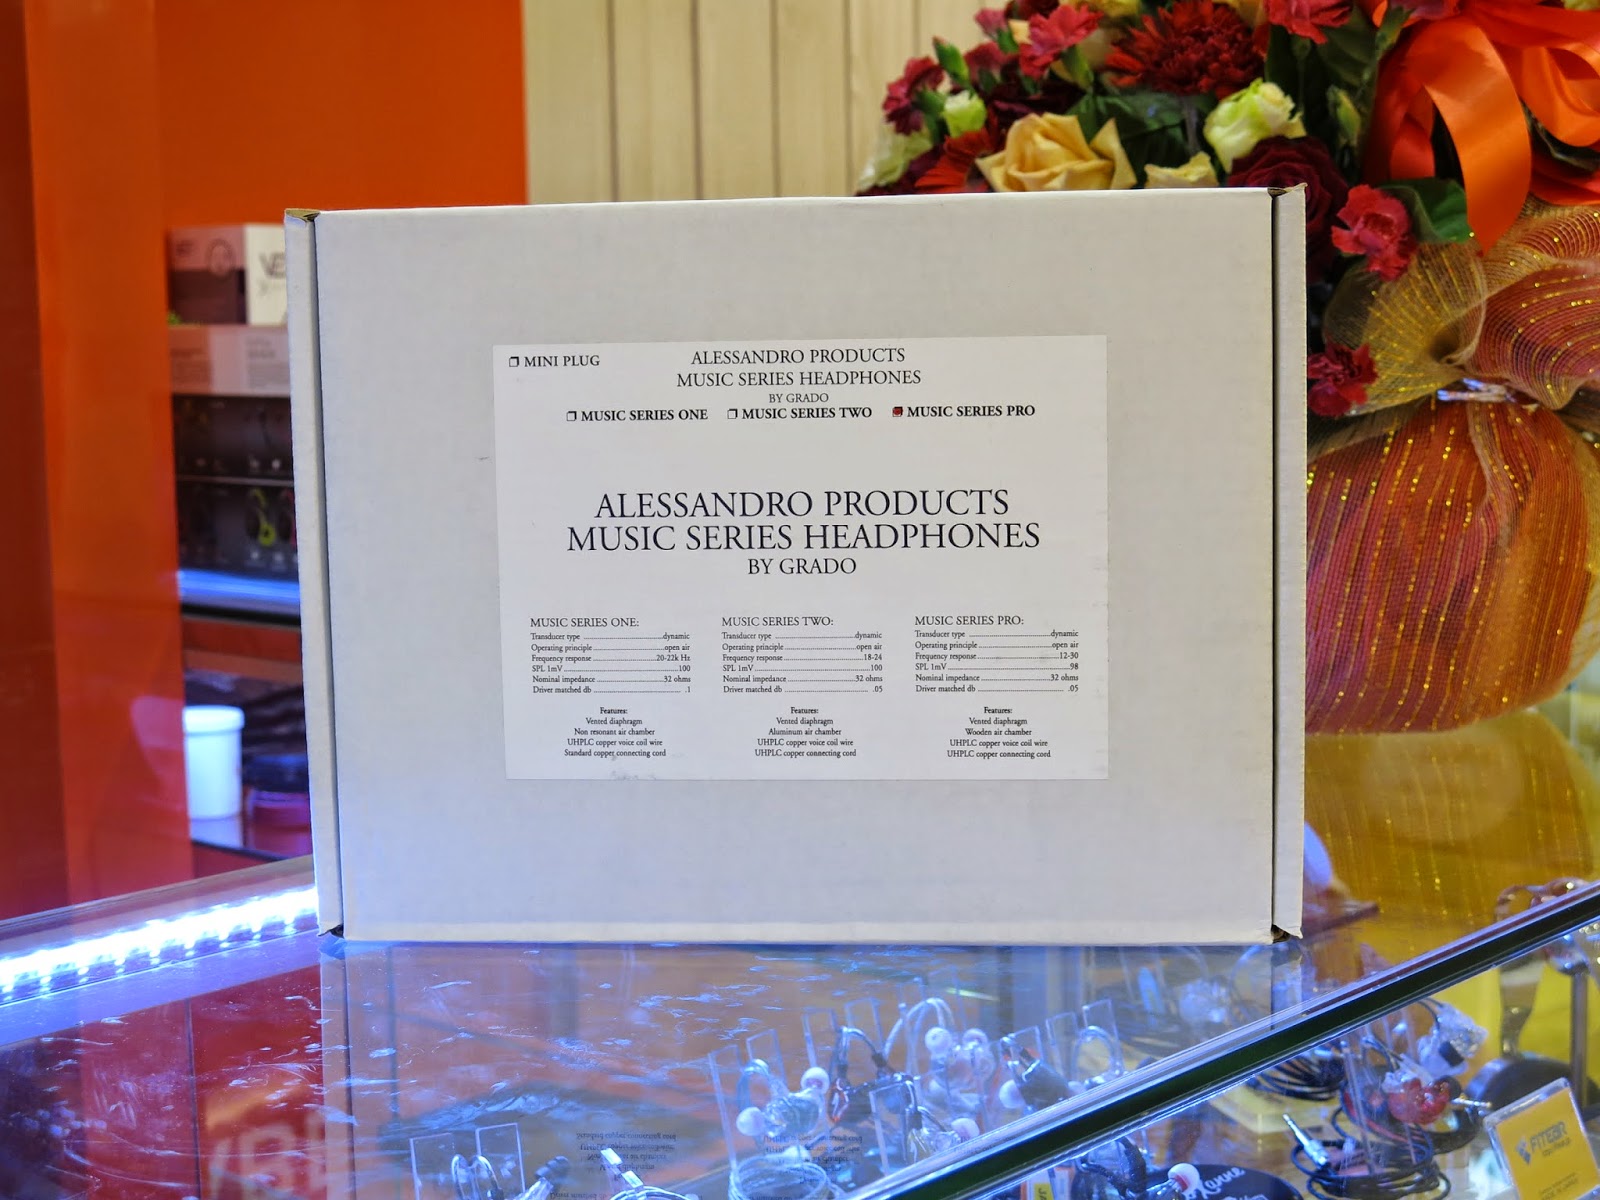 MINI PLUG
ALESSANDRO PRODUCTS
MUSIC SERIES HEADPHONES
BY GRADO
MUSIC SERIES ONE MUSIC SERIES TWO MUSIC SERIES PRO
ALESSANDRO PRODUCTS
MUSIC SERIES HEADPHONES
BY GRADO
MUSIC SERIES ONE:
Transducer type ........................dynamic
Operating principle ........................open air
Frequency response ........................20-22k Hz
SPL 1mV ........................100
Nominal impedance ........................32 ohms
Driver matched db ........................ .1
Features:
Vented diaphragm
Non resonant air chamber
UHPLC copper voice coil wire
Standard copper connecting cord
MUSIC SERIES TWO:
Transducer type ........................dynamic
Operating principle ........................open air
Frequency response ........................18-24
SPL 1mV ........................100
Nominal impedance ........................32 ohms
Driver matched db ........................ .05
Features:
Vented diaphragm
Aluminum air chamber
UHPLC copper voice coil wire
UHPLC copper connecting cord
MUSIC SERIES PRO:
Transducer type ........................dynamic
Operating principle ........................open air
Frequency response ........................12-30
SPL 1mV ........................98
Nominal impedance ........................32 ohms
Driver matched db ........................ .05
Features:
Vented diaphragm
Wooden air chamber
UHPLC copper voice coil wire
UHPLC copper connecting cord
VE
FITEAR